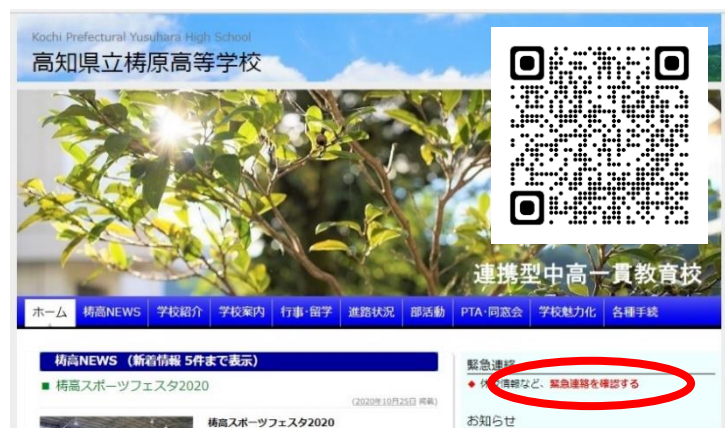 Kochi Prefectural Yusuhara High School
高知県立梼原高等学校
連携型中高一貫教育校
ホーム 梼高NEWS 学校紹介 学校案内 行事・留学 進路状況 部活動 PTA・同窓会 学校魅力化 各種手続
梼高NEWS （新着情報 5件まで表示）
■ 梼高スポーツフェスタ2020
(2020年10月25日 掲載)
梼高スポーツフェスタ2020
緊急連絡
◆ 休校情報など、緊急連絡を確認する
お知らせ